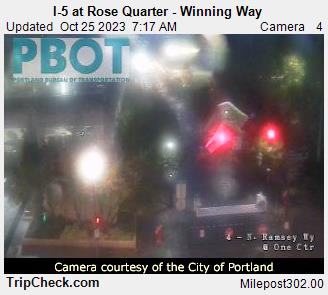 I-5 at Rose Quarter - Winning Way
Updated Oct 25 2023 7:17 AM Camera 4
PBOT
PORTLAND BUREAU OF TRANSPORTATION
4 - N. Ramsey Wy
@ One Ctr
Camera courtesy of the City of Portland
TripCheck.com Milepost302.00